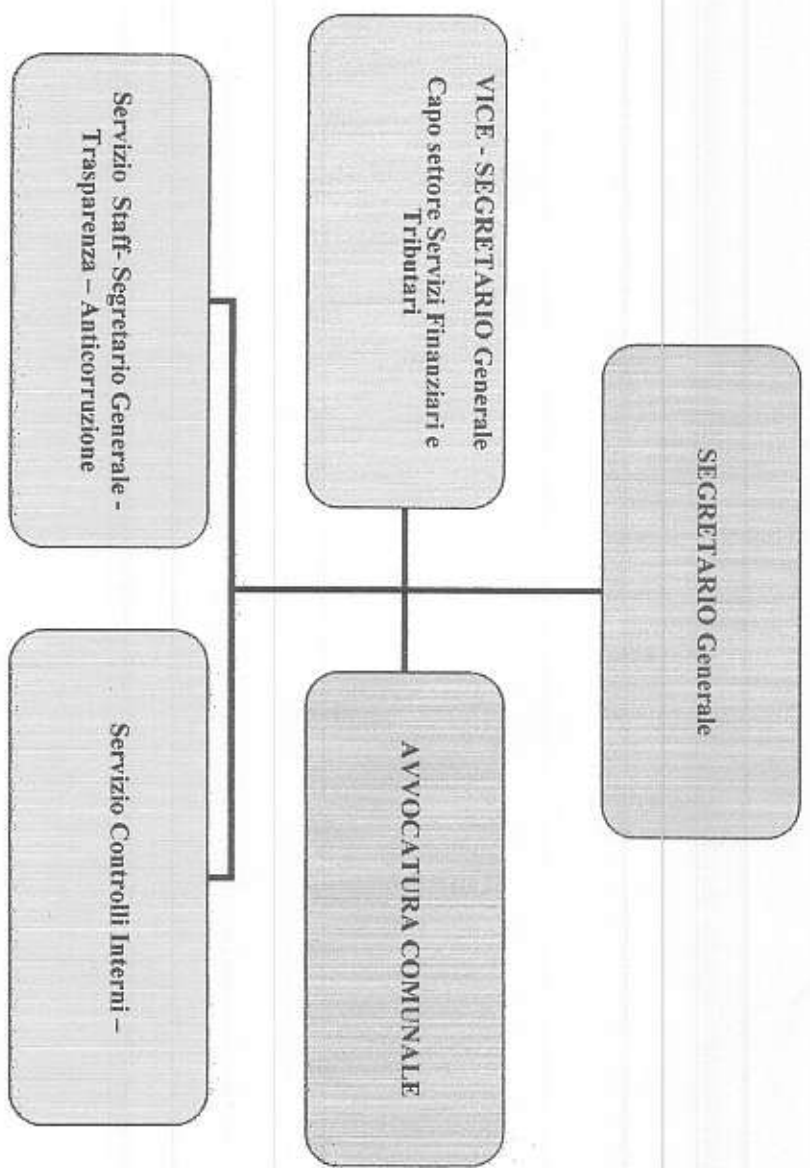 SEGRETARIO Generale
VICE - SEGRETARIO Generale
Capo settore Servizi Finanziari e
Tributari
AVVOCATURA COMUNALE
Servizio Staff- Segretario Generale -
Trasparenza – Anticorruzione
Servizio Controlli Interni –